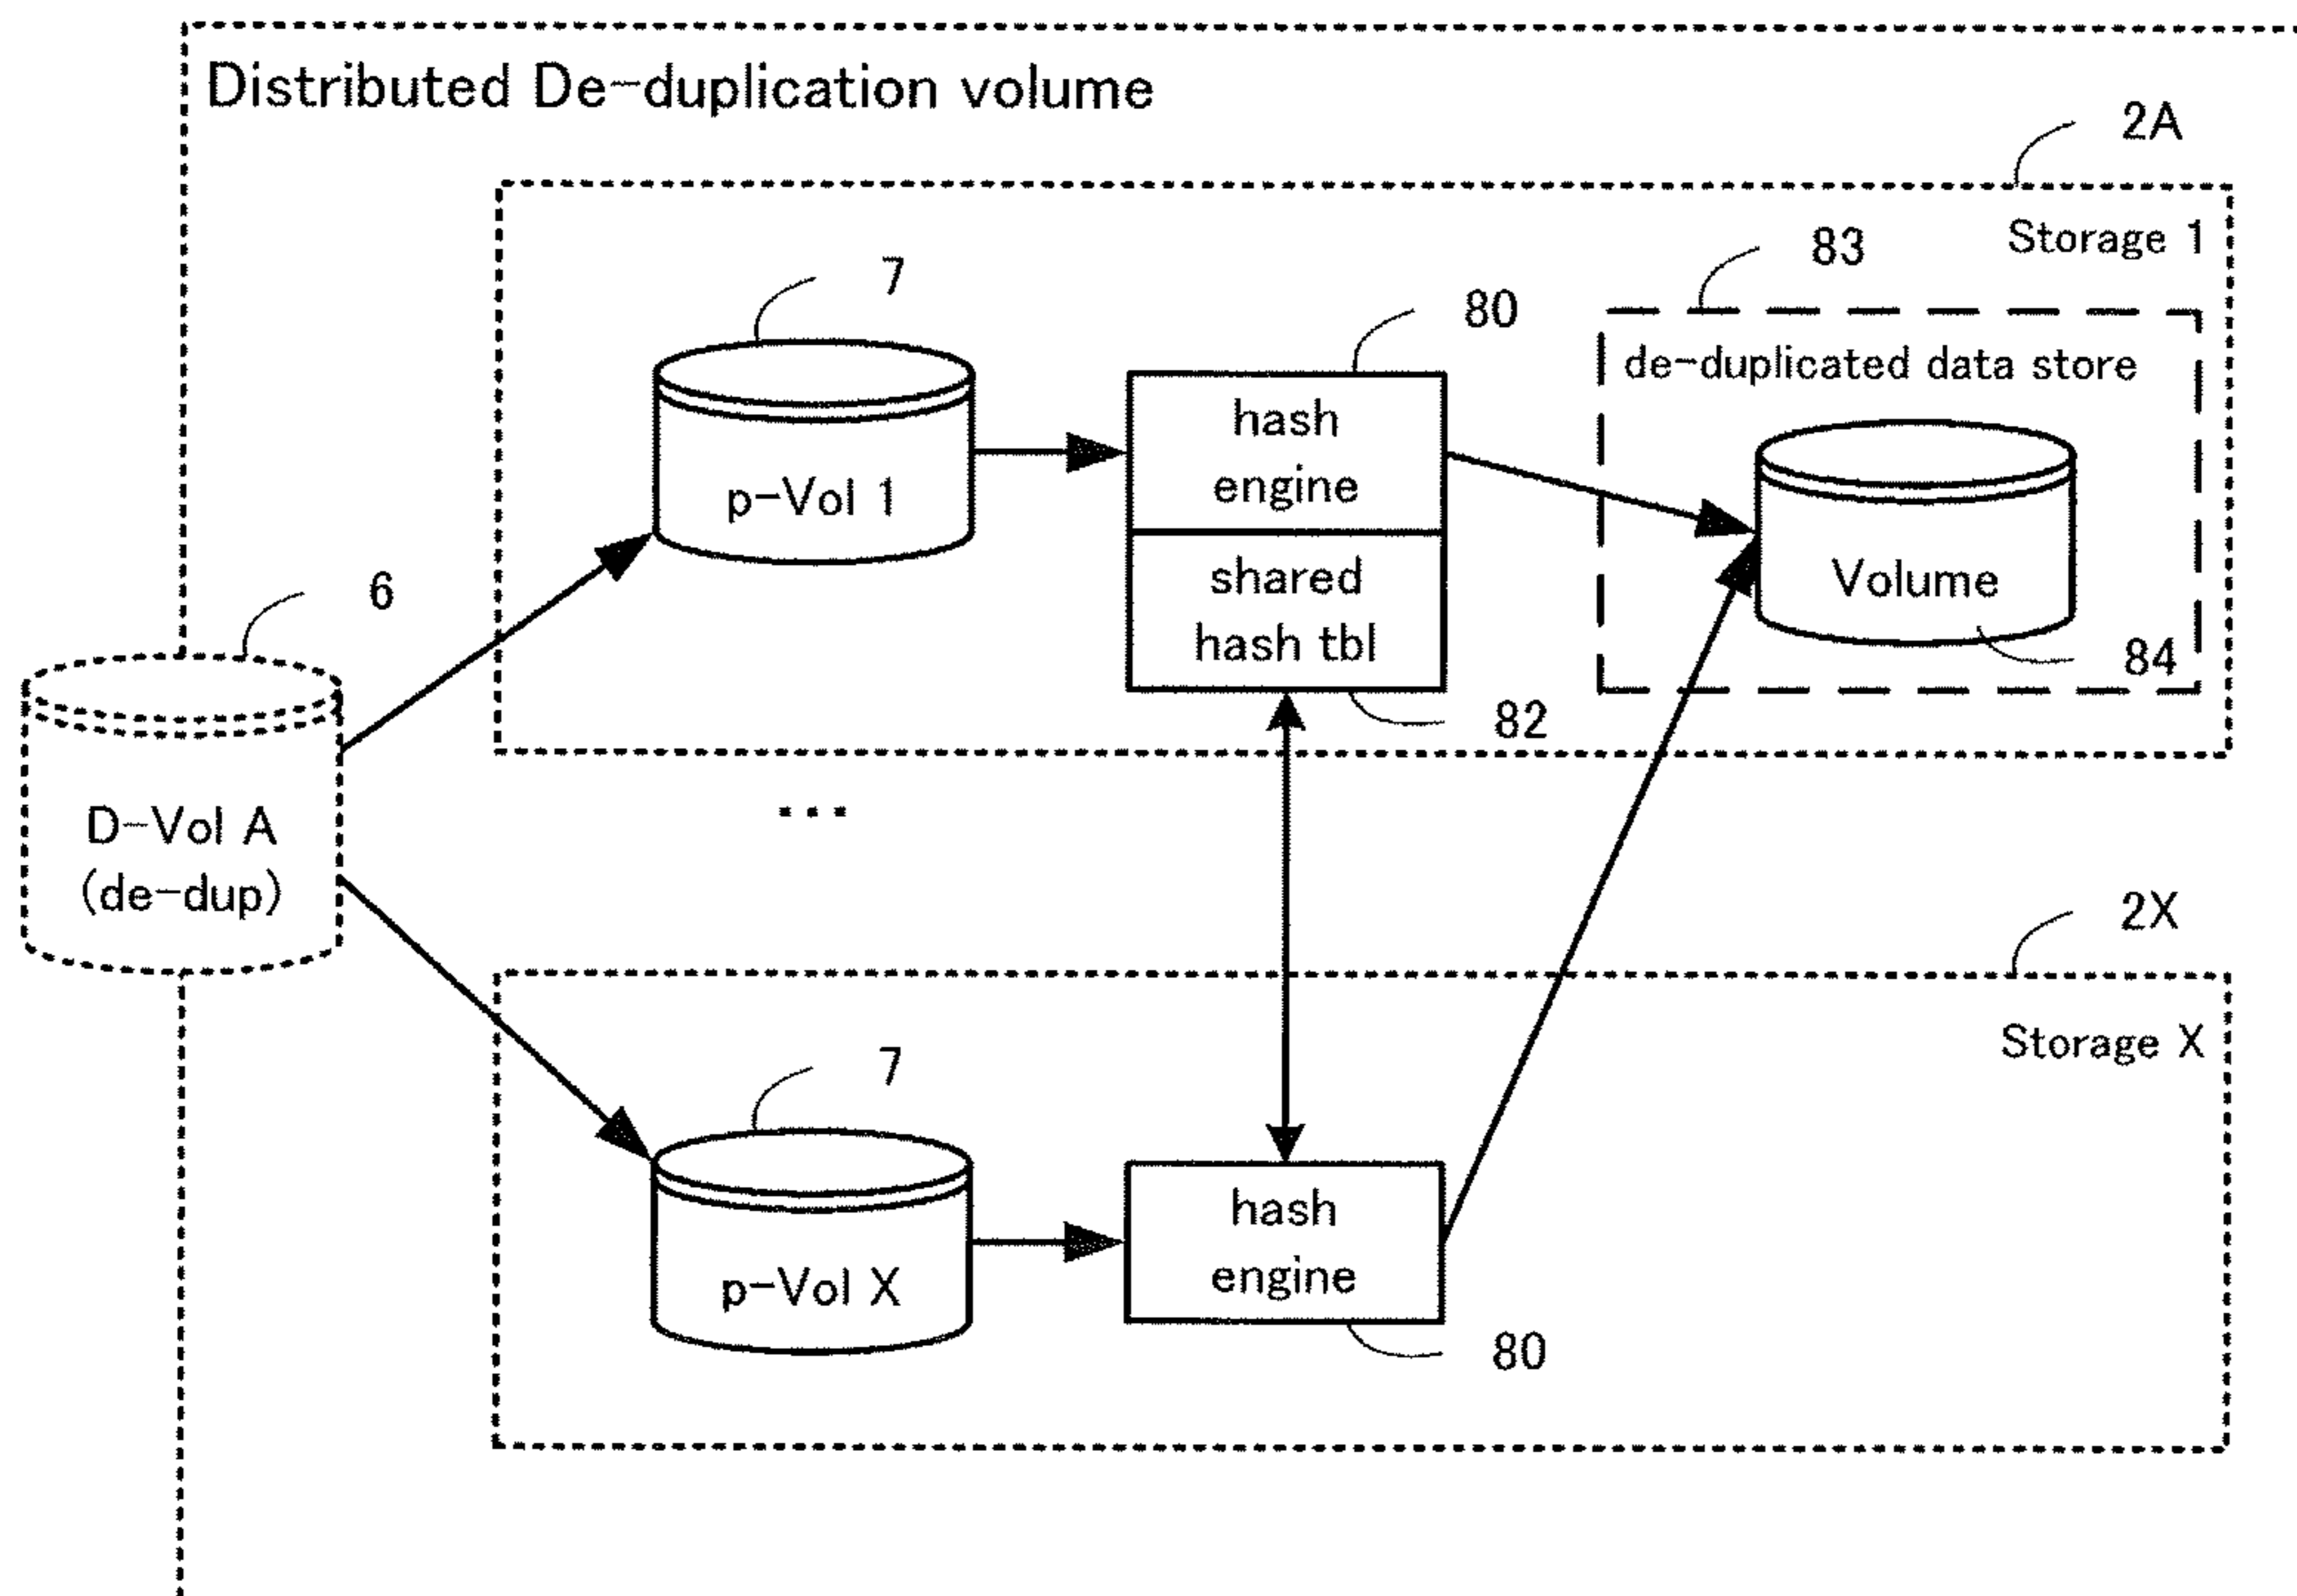 Distributed De-duplication volume
2A
Storage 1
83
7
80
de-duplicated data store
hash
engine
p-Vol 1
shared
hash tbl
Volume
6
84
82
D-Vol A
(de-dup)
...
2X
Storage X
7
hash
engine
p-Vol X
80